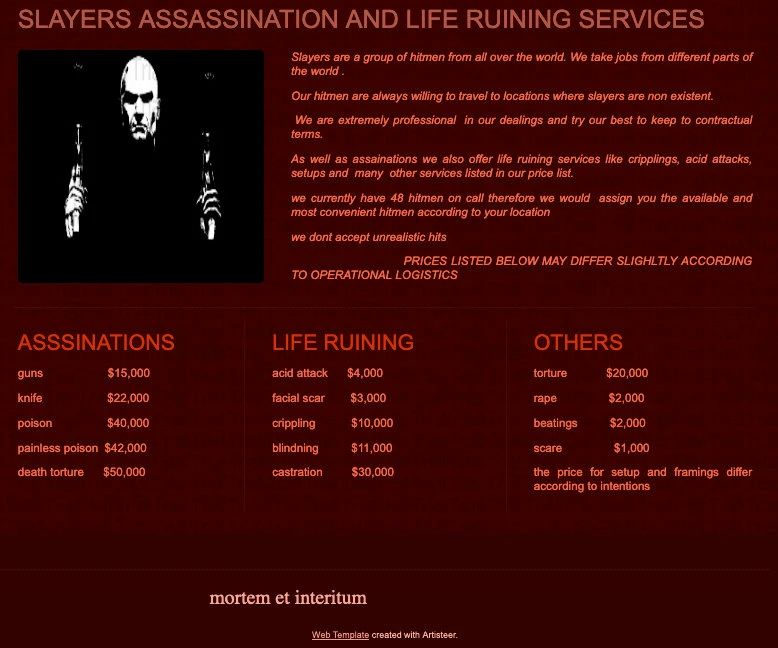 SLAYERS ASSASSINATION AND LIFE RUINING SERVICES
Slayers are a group of hitmen from all over the world. We take jobs from different parts of
the world .
Our hitmen are always willing to travel to locations where slayers are non existent.
We are extremely professional in our dealings and try our best to keep to contractual
terms.
As well as assainations we also offer life ruining services like cripplings, acid attacks,
setups and many other services listed in our price list.
we currently have 48 hitmen on call therefore we would assign you the available and
most convenient hitmen according to your location
we dont accept unrealistic hits
PRICES LISTED BELOW MAY DIFFER SLIGHLTLY ACCORDING
TO OPERATIONAL LOGISTICS
ASSSINATIONS
guns $15,000
knife $22,000
poison $40,000
painless poison $42,000
death torture $50,000
LIFE RUINING
acid attack $4,000
facial scar $3,000
crippling $10,000
blindning $11,000
castration $30,000
OTHERS
torture $20,000
rape $2,000
beatings $2,000
scare $1,000
the price for setup and framings differ
according to intentions
mortem et interitum
Web Template created with Artisteer.